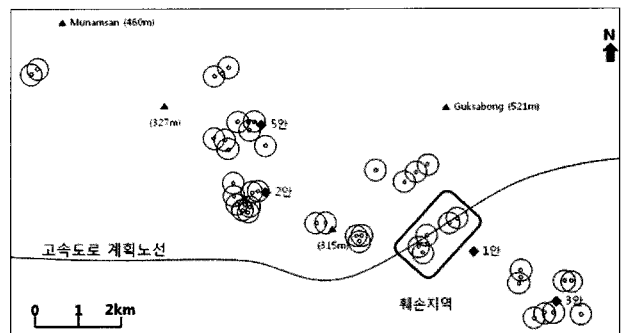 Munamsan (460m)
N
(327m)
Guksabong (521m)
5안
2안
(315m)
고속도로 계획노선
1안
훼손지역
3안
0 1 2km